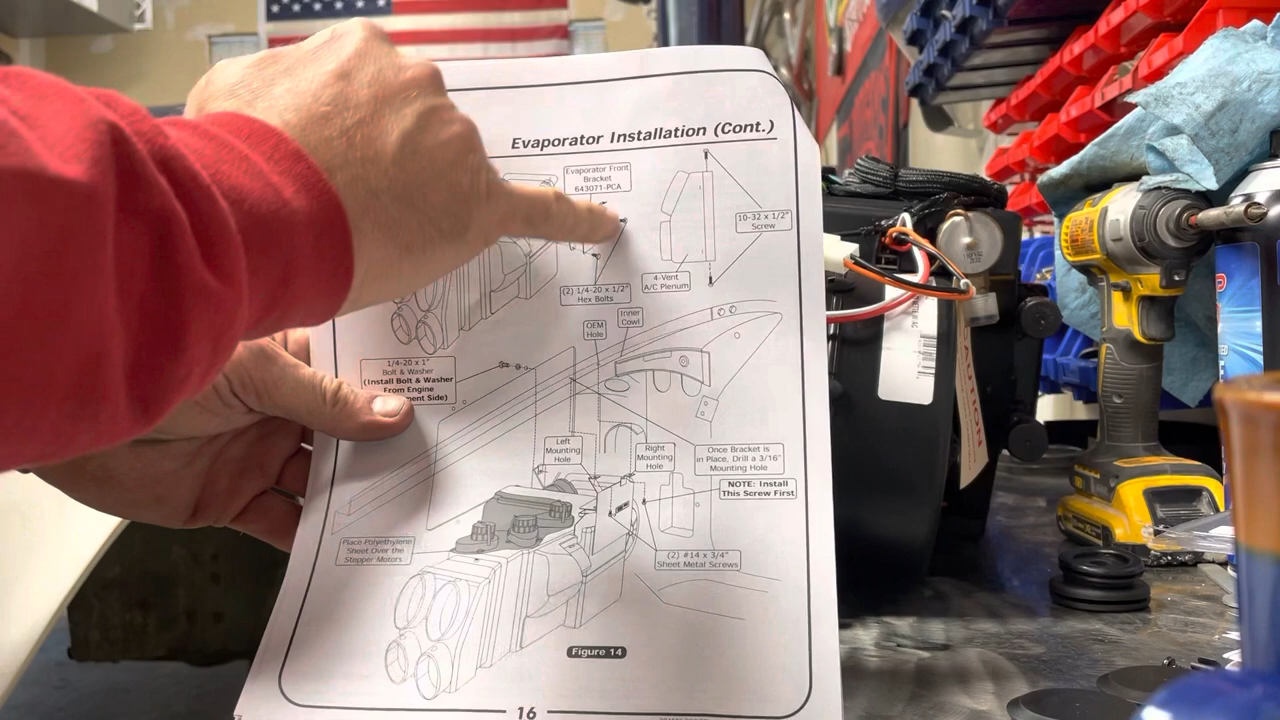 Evaporator Installation (Cont.)
Evaporator Front
Bracket
643071-PCA
10-32 x 1/2"
Screw
4-Vent
A/C Plenum
(2) 1/4-20 x 1/2"
Hex Bolts
Inner
Cowl
OEM
Hole
1/4-20 x 1"
Bolt & Washer
(Install Bolt & Washer
From Engine
ment Side)
Left
Mounting
Hole
Right
Mounting
Hole
Once Bracket is
in Place, Drill a 3/16"
Mounting Hole
NOTE: Install
This Screw First
Place Polyethylene
Sheet Over the
Stepper Motors
(2) #14 x 3/4"
Sheet Metal Screws
Figure 14
16
CAUTION